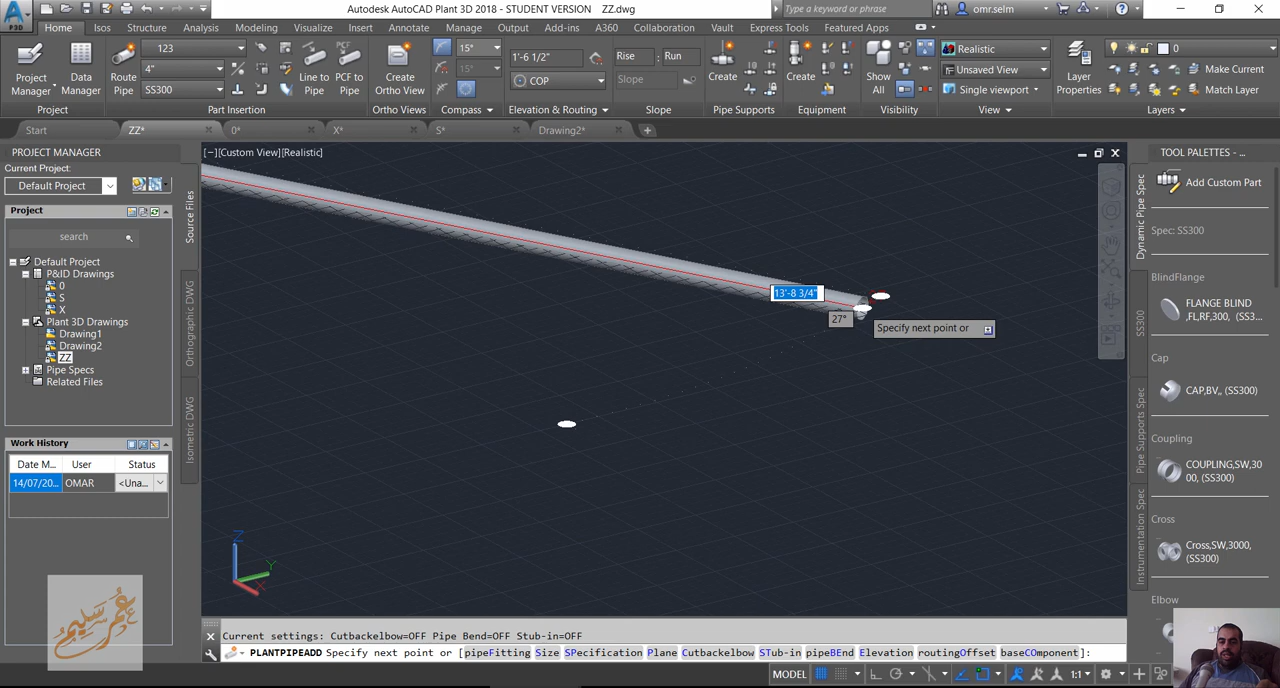 Autodesk AutoCAD Plant 3D 2018 - STUDENT VERSION ZZ.dwg
Type a keyword or phrase
omr.selm
P3D
Home Isos Structure Analysis Modeling Visualize Insert Annotate Manage Output Add-ins A360 Collaboration Vault Express Tools Featured Apps
Project Manager
Data Manager
Project
Route Pipe
123
4"
SS300
Line to Pipe
PCF to Pipe
Part Insertion
Create Ortho View
Ortho Views
15°
15°
Compass
1'-6 1/2"
COP
Elevation & Routing
Rise : Run
Slope
Slope
Create
Pipe Supports
Create
Equipment
Show All
Visibility
Realistic
Unsaved View
Single viewport
View
Layer Properties
0
Make Current
Match Layer
Layers
Start ZZ* 0* X* S* Drawing2*
PROJECT MANAGER
Current Project:
Default Project
Project
search
Default Project
P&ID Drawings
0
S
X
Plant 3D Drawings
Drawing1
Drawing2
ZZ
Pipe Specs
Related Files
Work History
Date M... User Status
14/07/20... OMAR <Una...
Source Files
Orthographic DWG
Isometric DWG
عمر سليم
[−][Custom View][Realistic]
13'-8 3/4"
27°
Specify next point or
Z
Y
X
Current settings: Cutbackelbow=OFF Pipe Bend=OFF Stub-in=OFF
PLANTPIPEADD Specify next point or [pipeFitting Size SPecification Plane Cutbackelbow STub-in pipeBEnd Elevation routingOffset baseCOmponent]:
MODEL
1:1
TOOL PALETTES - ...
Dynamic Pipe Spec
SS300
Pipe Supports Spec
Instrumentation Spec
Add Custom Part
Spec: SS300
BlindFlange
FLANGE BLIND ,FL,RF,300, (SS3...
Cap
CAP,BV,, (SS300)
Coupling
COUPLING,SW,30 00, (SS300)
Cross
Cross,SW,3000, (SS300)
Elbow